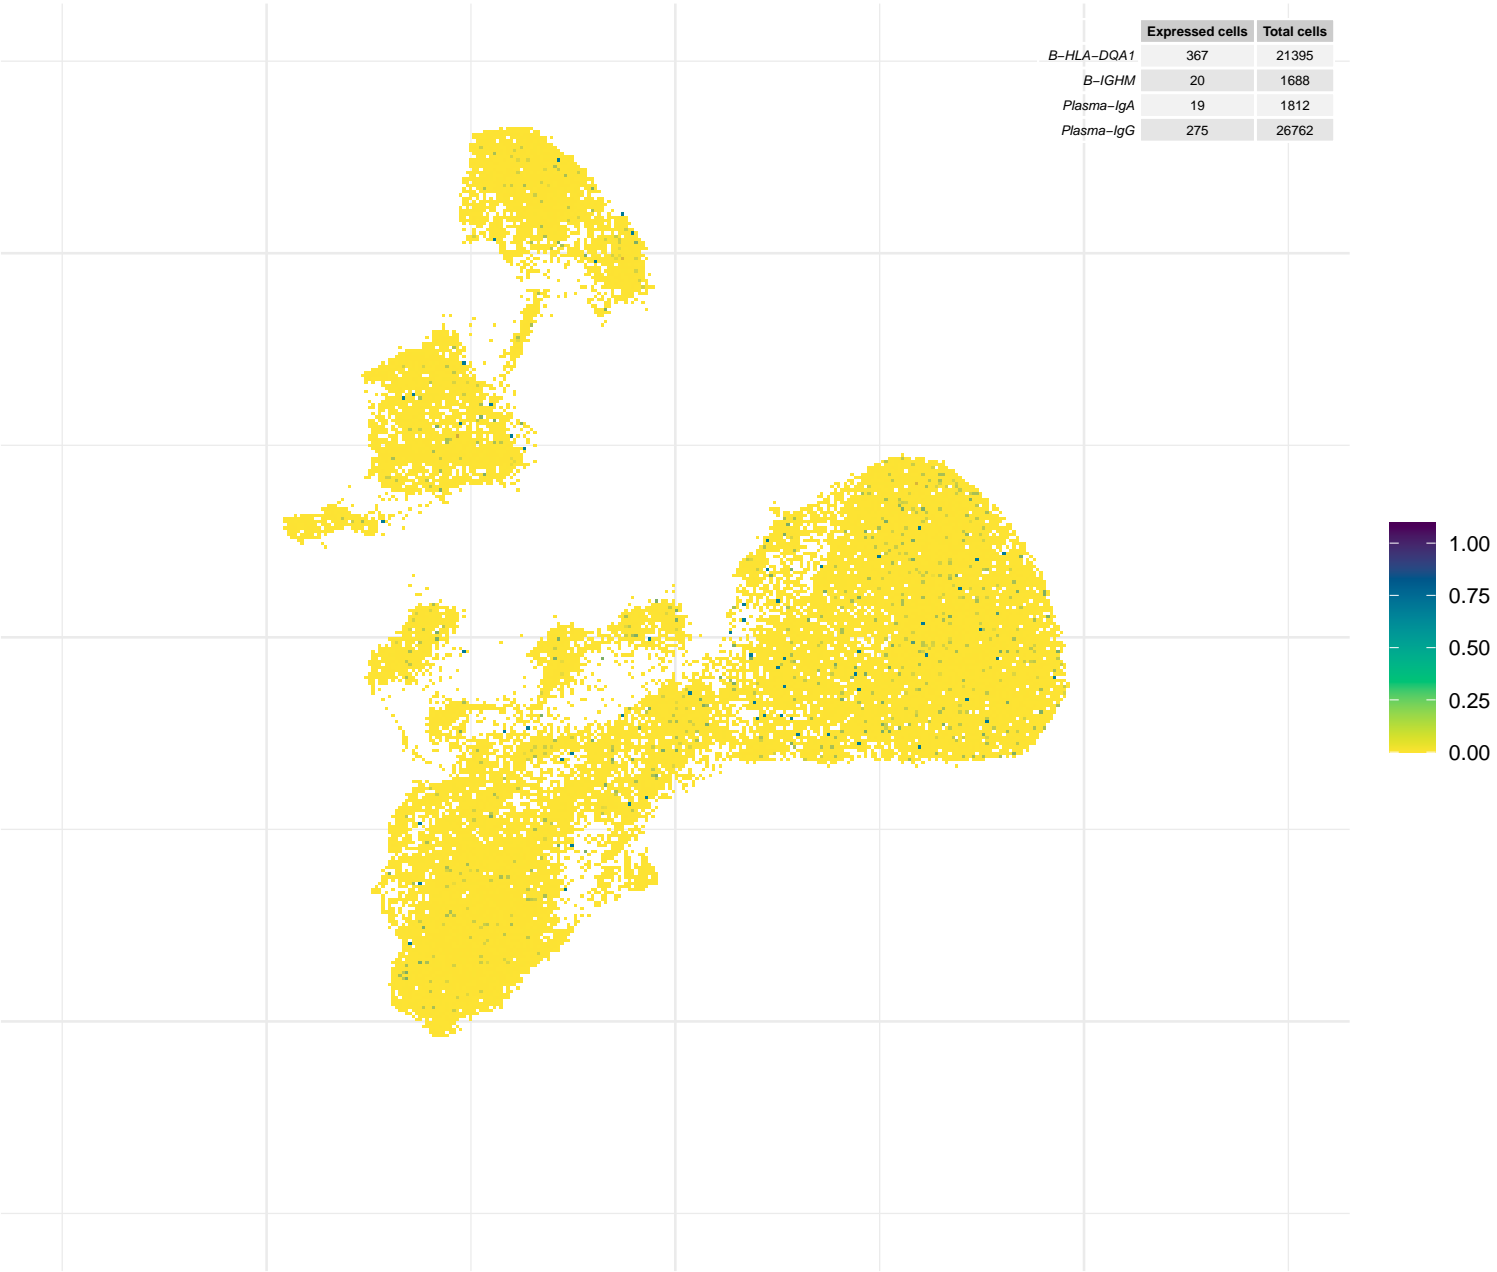 Expressed cells Total cells
B−HLA−DQA1 367 21395
B−IGHM 20 1688
Plasma−IgA 19 1812
Plasma−IgG 275 26762
1.00
0.75
0.50
0.25
0.00